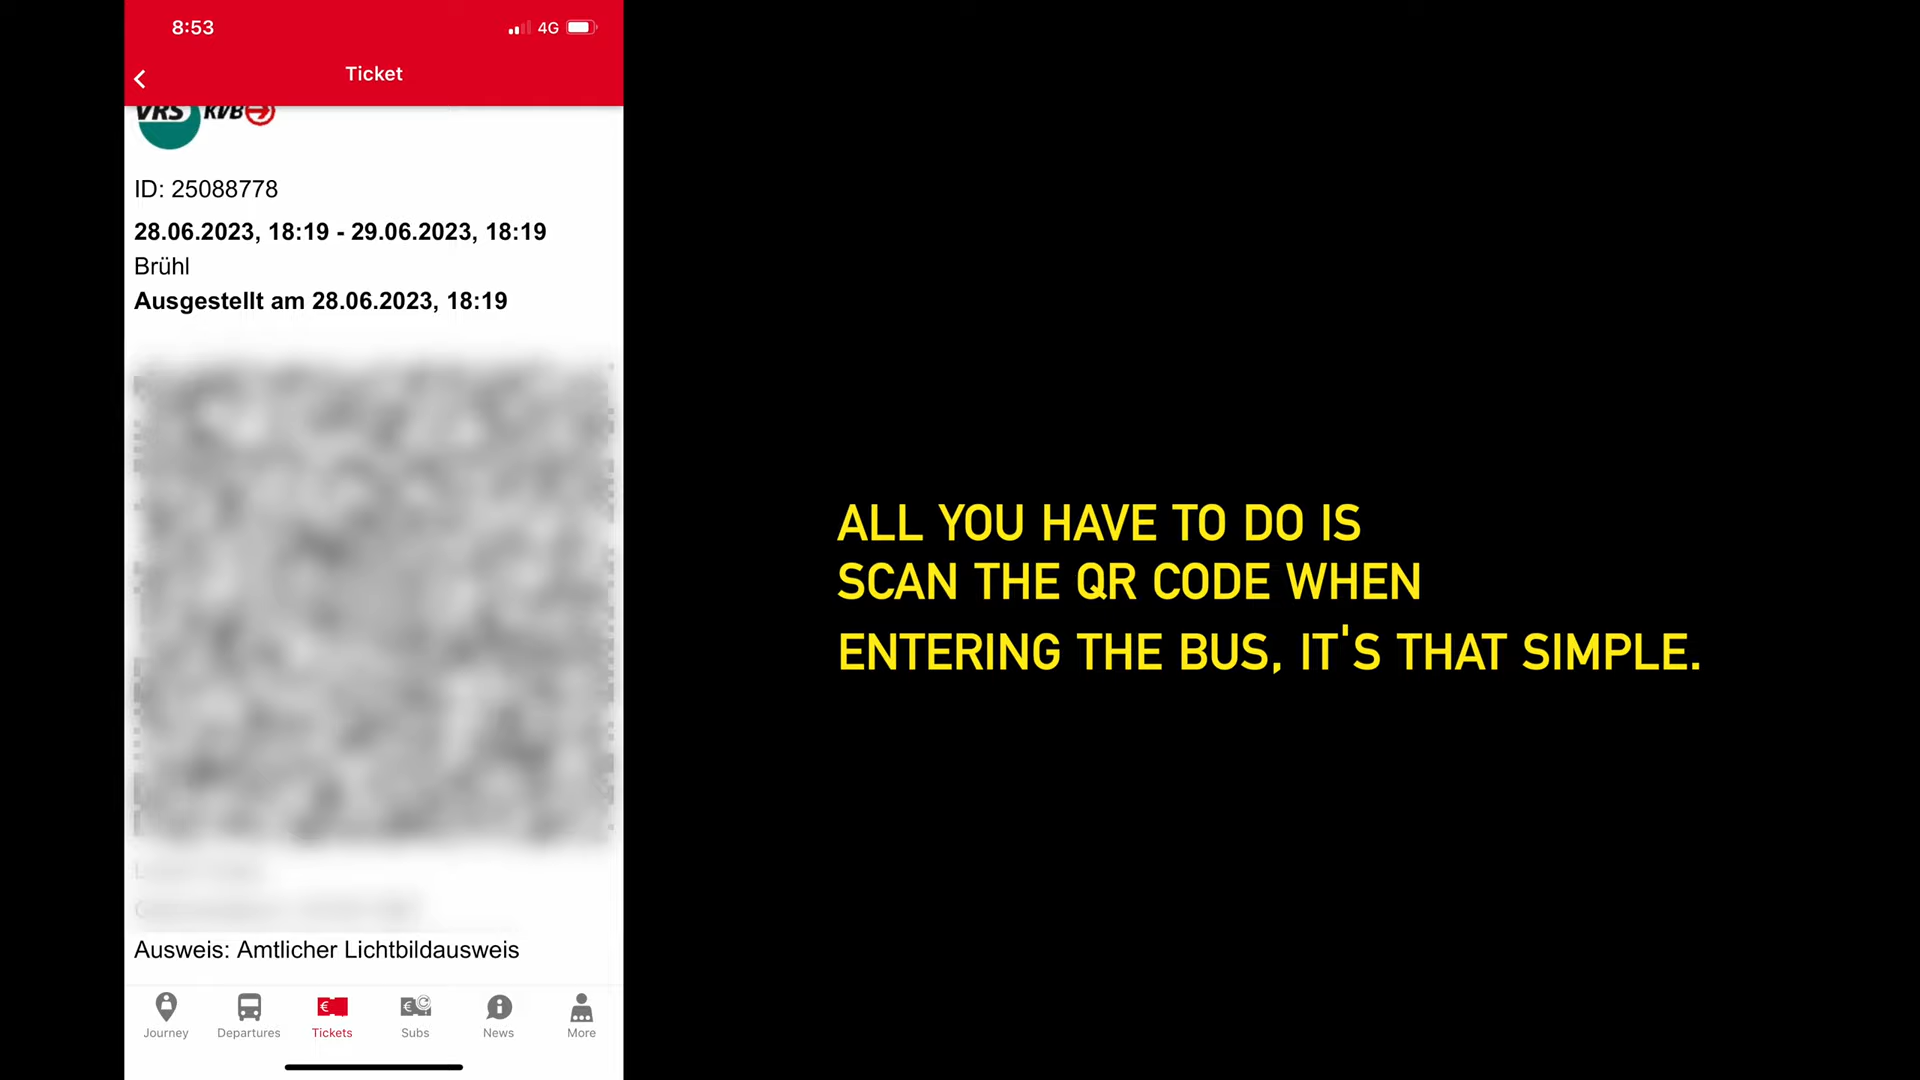 8:53
4G
Ticket
VRS KVB
ID: 25088778
28.06.2023, 18:19 - 29.06.2023, 18:19
Brühl
Ausgestellt am 28.06.2023, 18:19
Ausweis: Amtlicher Lichtbildausweis
Journey Departures Tickets Subs News More
ALL YOU HAVE TO DO IS
SCAN THE QR CODE WHEN
ENTERING THE BUS, IT'S THAT SIMPLE.